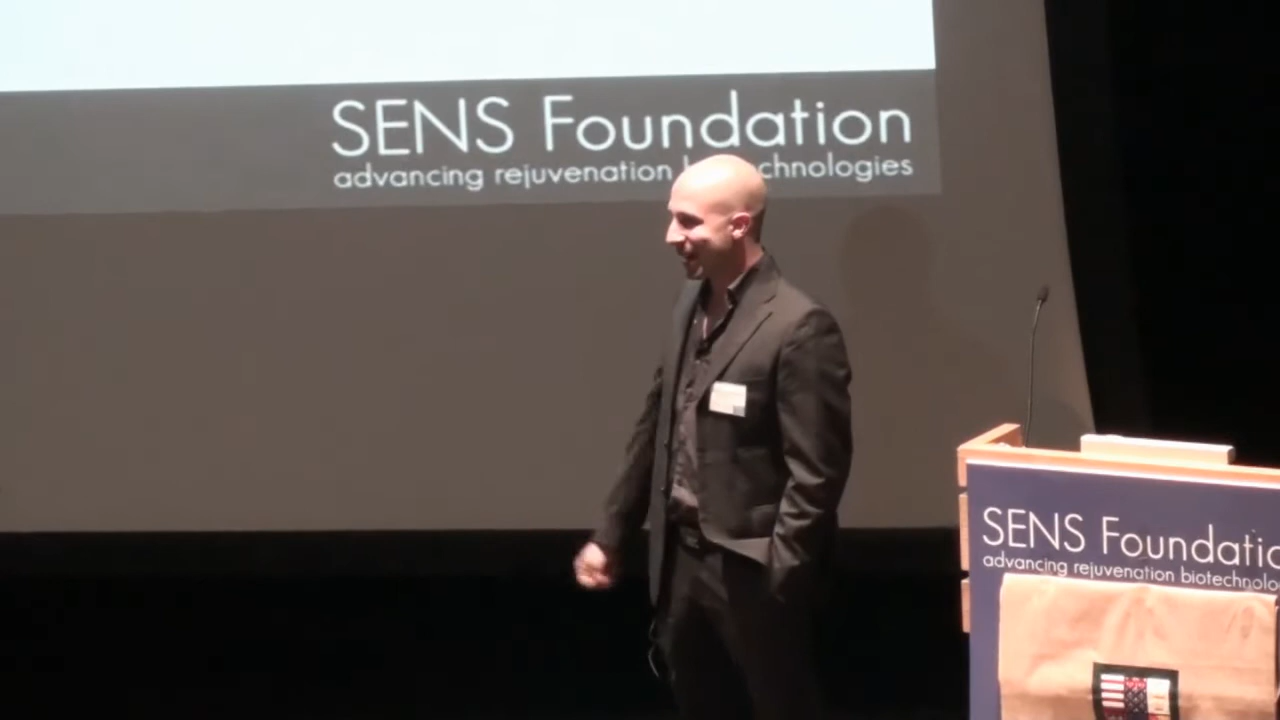 SENS Foundation
advancing rejuvenation b chnologies
SENS Foundatio
advancing rejuvenation biotechnolo